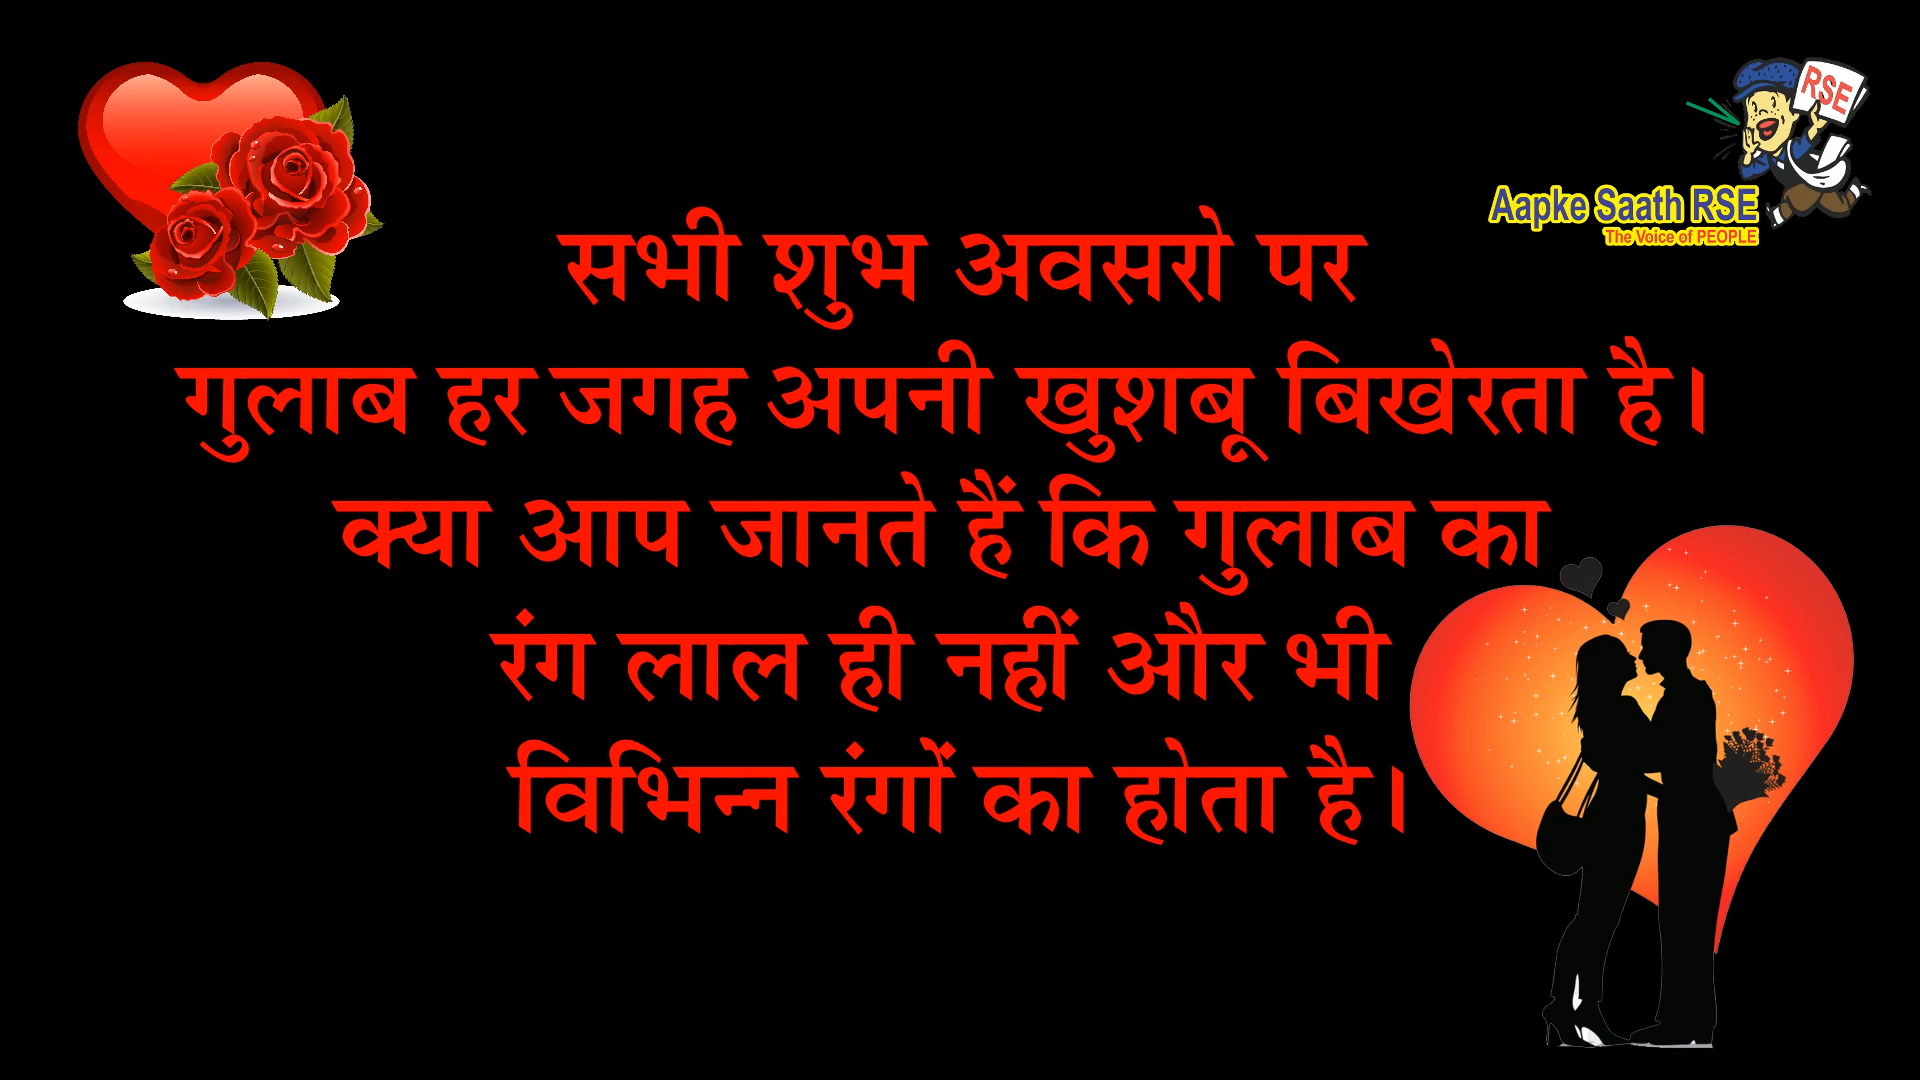 RSE
Aapke Saath RSE
The Voice of PEOPLE
सभी शुभ अवसरो पर
गुलाब हर जगह अपनी खुशबू बिखेरता है।
क्या आप जानते हैं कि गुलाब का
रंग लाल ही नहीं और भी
विभिन्न रंगों का होता है।